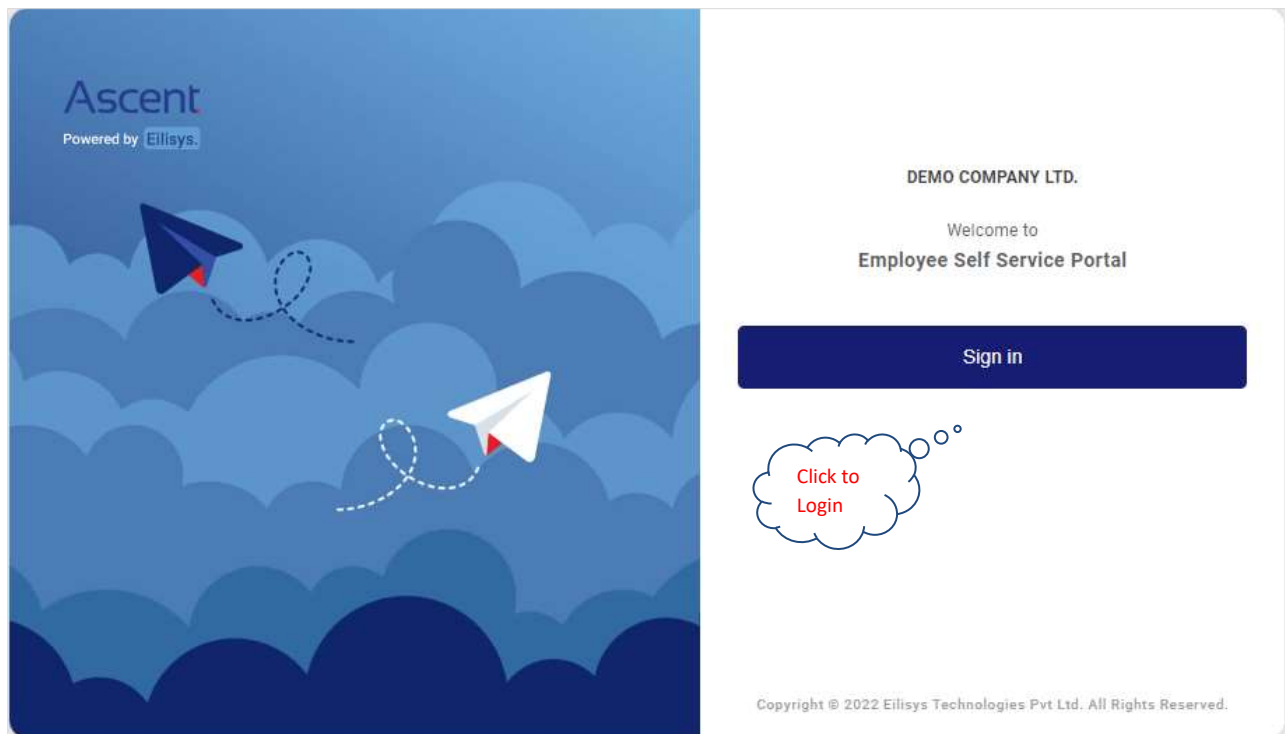 Ascent
Powered by Eilisys.
DEMO COMPANY LTD.
Welcome to
Employee Self Service Portal
Sign in
Click to
Login
Copyright © 2022 Eilisys Technologies Pvt Ltd. All Rights Reserved.